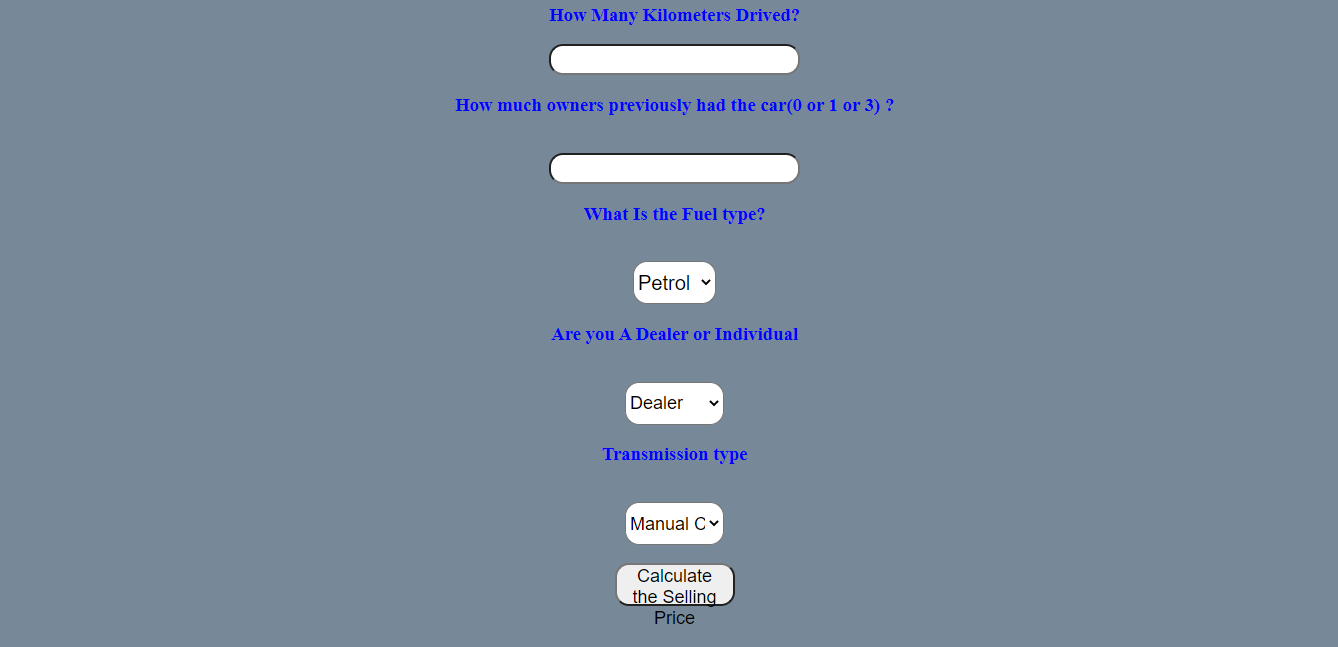 How Many Kilometers Drived?
How much owners previously had the car(0 or 1 or 3) ?
What Is the Fuel type?
Petrol
Are you A Dealer or Individual
Dealer
Transmission type
Manual C
Calculate
the Selling
Price